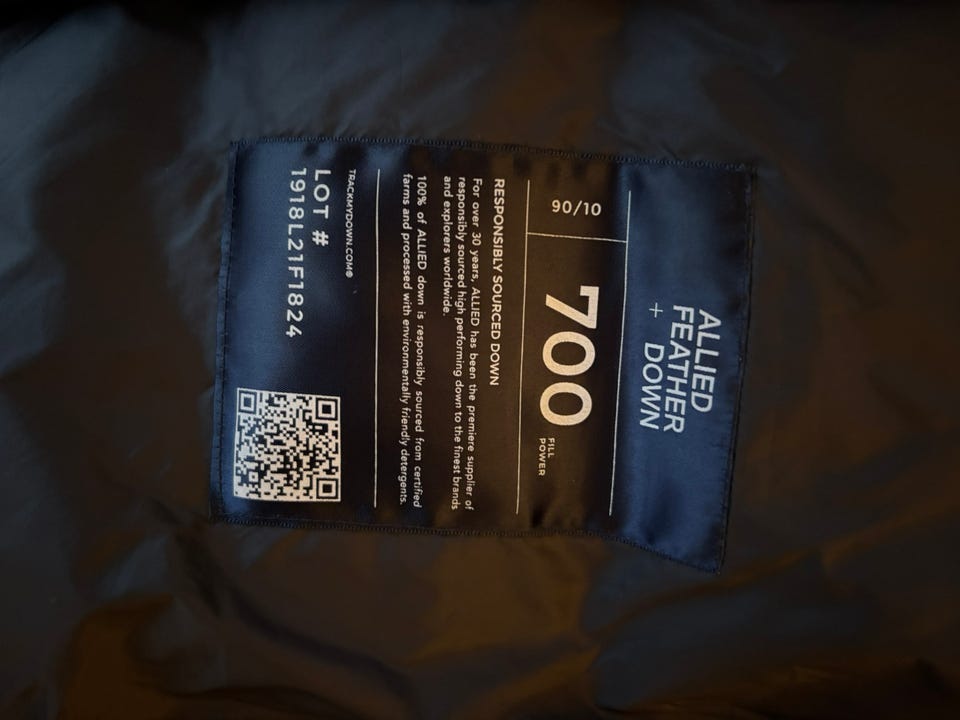 ALLIED
FEATHER
+ DOWN
90/10
700
FILL
POWER
RESPONSIBLY SOURCED DOWN
For over 30 years, ALLIED has been the premiere supplier of
responsibly sourced high performing down to the finest brands
and explorers worldwide.
100% of ALLIED down is responsibly sourced from certified
farms and processed with environmentally friendly detergents.
TRACKMYDOWN.COM®
LOT #
1918L21F1824